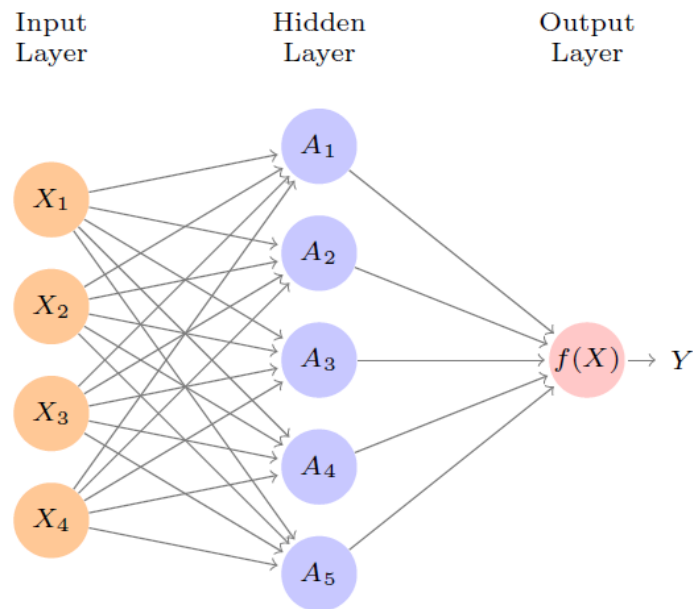 Input
Layer
Hidden
Layer
Output
Layer
X₁
X₂
X₃
X₄
A₁
A₂
A₃
A₄
A₅
f(X)
Y